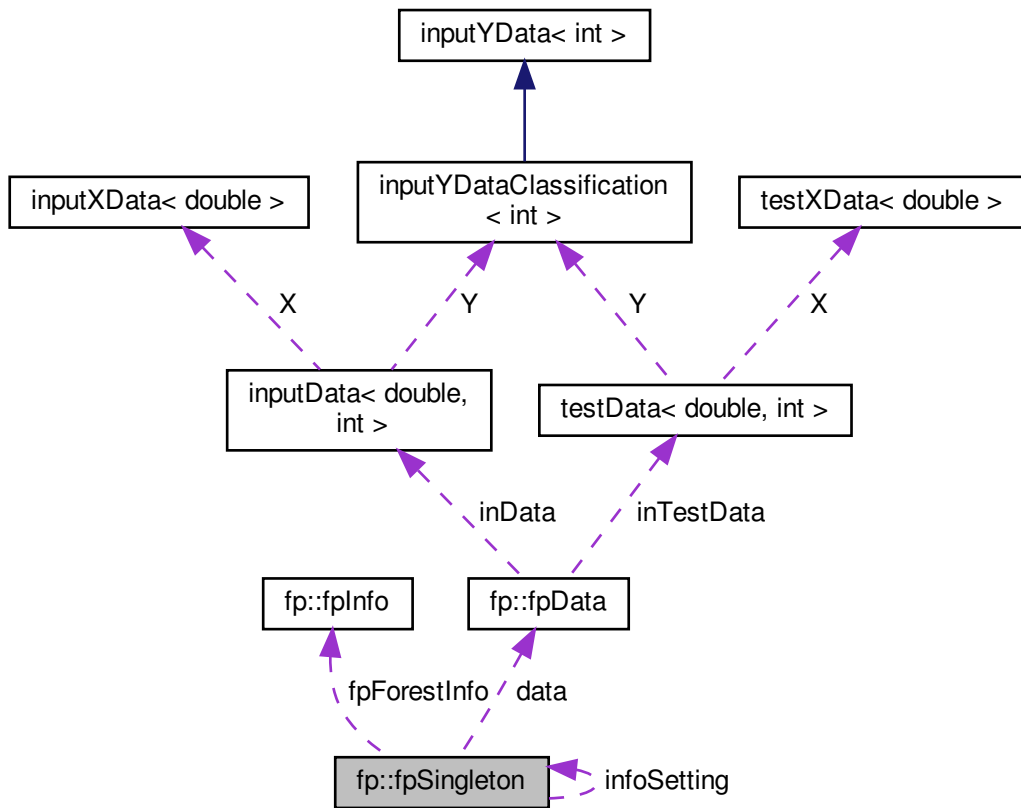 inputYData< int >
inputXData< double >
inputYDataClassification
< int >
testXData< double >
X
Y
Y
X
inputData< double,
int >
testData< double, int >
inData
inTestData
fp::fpInfo
fp::fpData
fpForestInfo
data
fp::fpSingleton
infoSetting